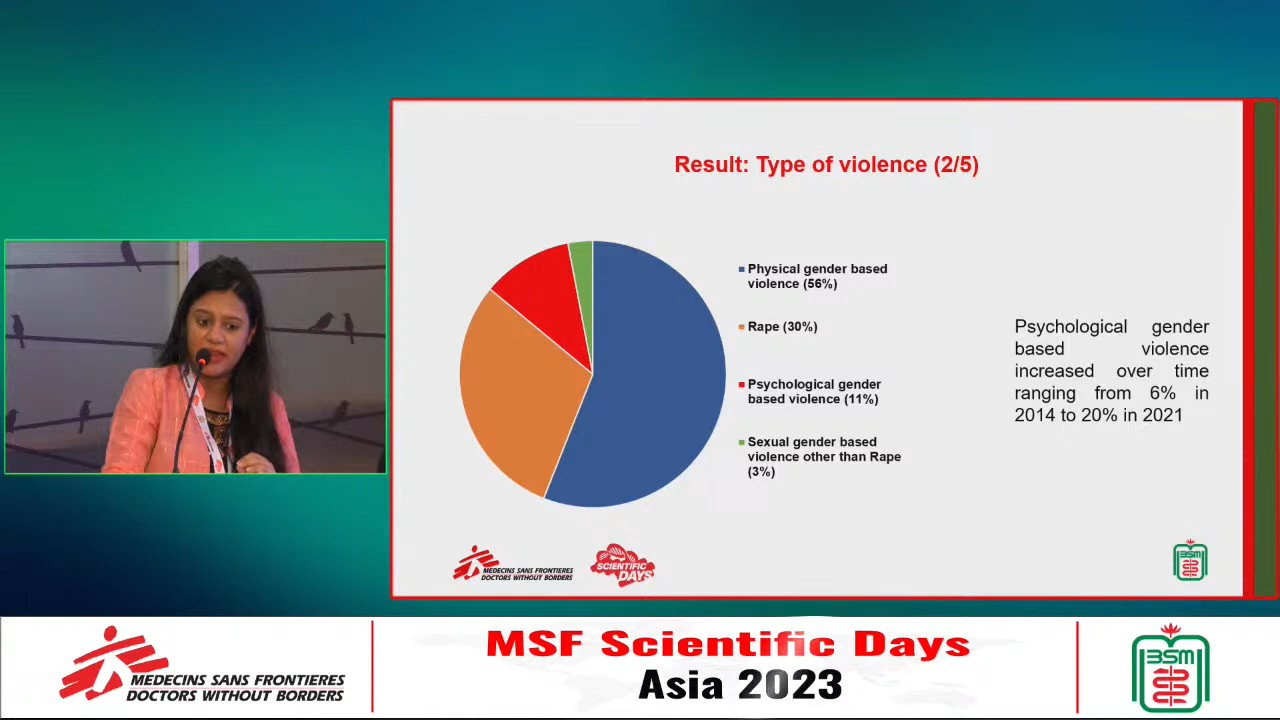 Result: Type of violence (2/5)
Physical gender based
violence (56%)
Rape (30%)
Psychological gender
based violence (11%)
Sexual gender based
violence other than Rape
(3%)
Psychological gender
based violence
increased over time
ranging from 6% in
2014 to 20% in 2021
MEDECINS SANS FRONTIERES
DOCTORS WITHOUT BORDERS
SCIENTIFIC
DAYS
BSM
MEDECINS SANS FRONTIERES
DOCTORS WITHOUT BORDERS
MSF Scientific Days
Asia 2023
BSM